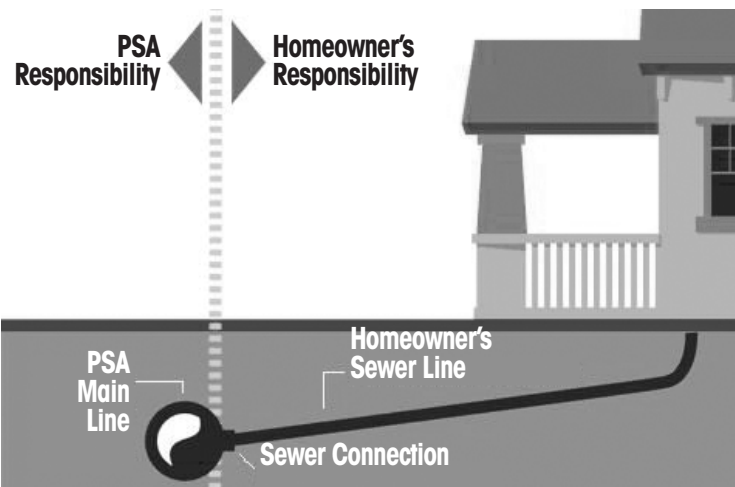 PSA
Responsibility
Homeowner's
Responsibility
PSA
Main
Line
Homeowner's
Sewer Line
Sewer Connection